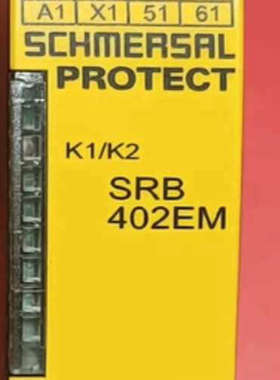 A1 X1 51 61
SCHMERSAL
PROTECT
K1/K2
SRB
402EM